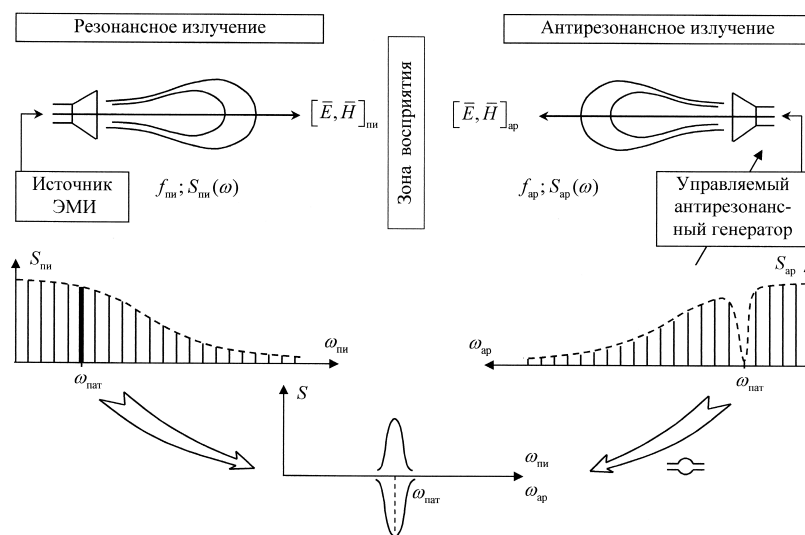 Резонансное излучение
Антирезонансное излучение
Зона восприятия
[E̅, H̅]пи
[E̅, H̅]ар
Источник
ЭМИ
fпи; Sпи(ω)
fар; Sар(ω)
Управляемый
антирезонанс-
ный генератор
Sпи
ωпи
ωпат
Sар
ωар
ωпат
S
ωпи
ωар
ωпат